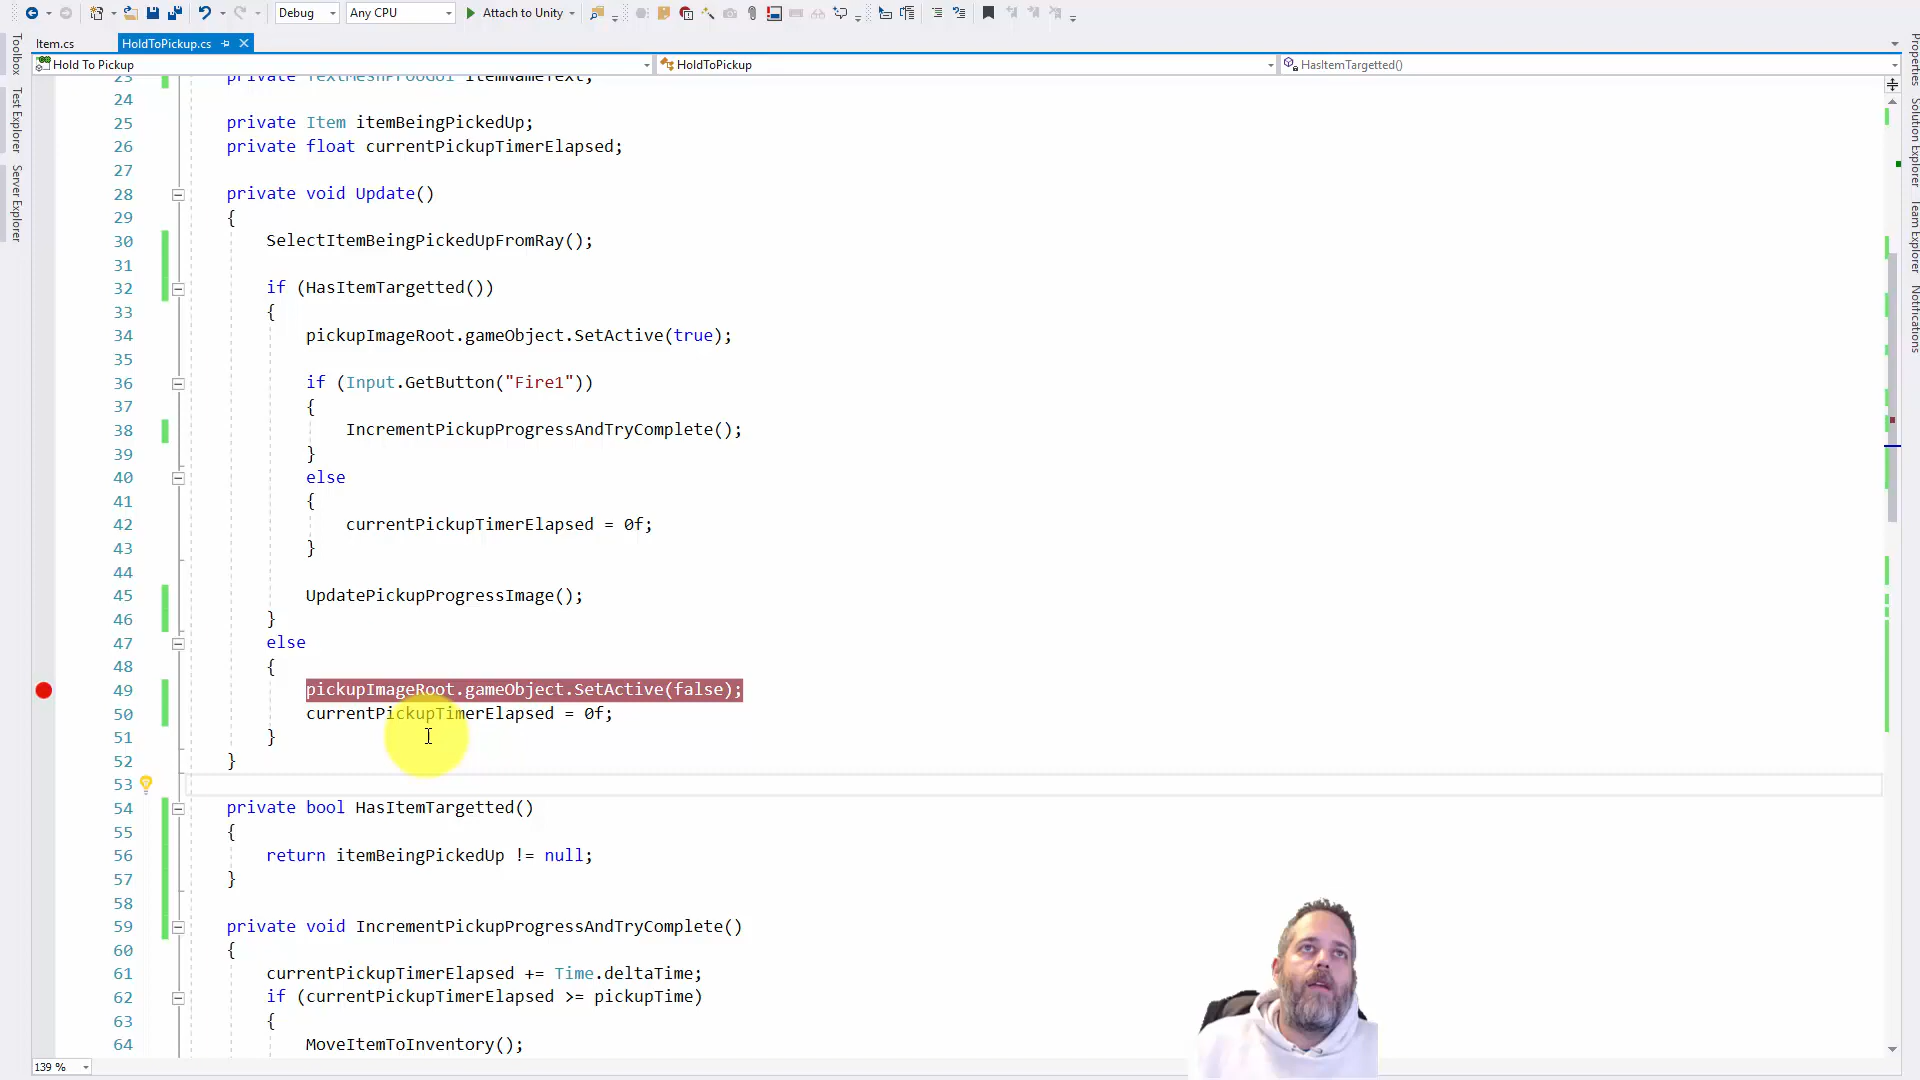 Debug
Any CPU
Attach to Unity
Item.cs
HoldToPickup.cs
Hold To Pickup
HoldToPickup
HasItemTargetted()
Toolbox
Test Explorer
Server Explorer
Properties
Solution Explorer
Team Explorer
Notifications
23 private TextMeshProUGUI itemNameText;
24
25 private Item itemBeingPickedUp;
26 private float currentPickupTimerElapsed;
27
28 private void Update()
29 {
30 SelectItemBeingPickedUpFromRay();
31
32 if (HasItemTargetted())
33 {
34 pickupImageRoot.gameObject.SetActive(true);
35
36 if (Input.GetButton("Fire1"))
37 {
38 IncrementPickupProgressAndTryComplete();
39 }
40 else
41 {
42 currentPickupTimerElapsed = 0f;
43 }
44
45 UpdatePickupProgressImage();
46 }
47 else
48 {
49 pickupImageRoot.gameObject.SetActive(false);
50 currentPickupTimerElapsed = 0f;
51 }
52 }
53
54 private bool HasItemTargetted()
55 {
56 return itemBeingPickedUp != null;
57 }
58
59 private void IncrementPickupProgressAndTryComplete()
60 {
61 currentPickupTimerElapsed += Time.deltaTime;
62 if (currentPickupTimerElapsed >= pickupTime)
63 {
64 MoveItemToInventory();
139 %